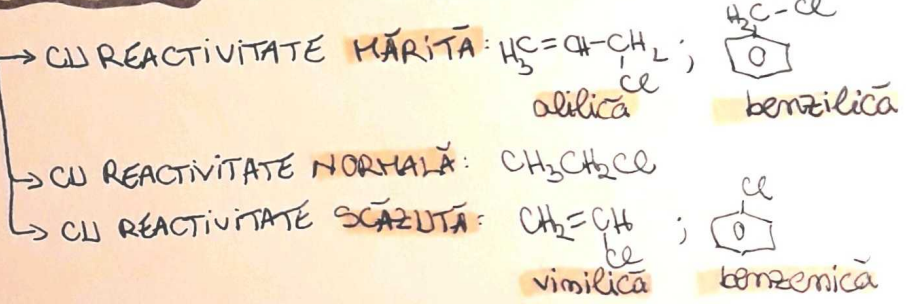 → CU REACTIVITATE MĂRITĂ: H₃C=CH-CH₂ ; H₂C-Cl
Cl
alilică benzilică
→ CU REACTIVITATE NORMALĂ: CH₃CH₂Cl
→ CU REACTIVITATE SCĂZUTĂ: CH₂=CH ; Cl
Cl
vinilică benzenică